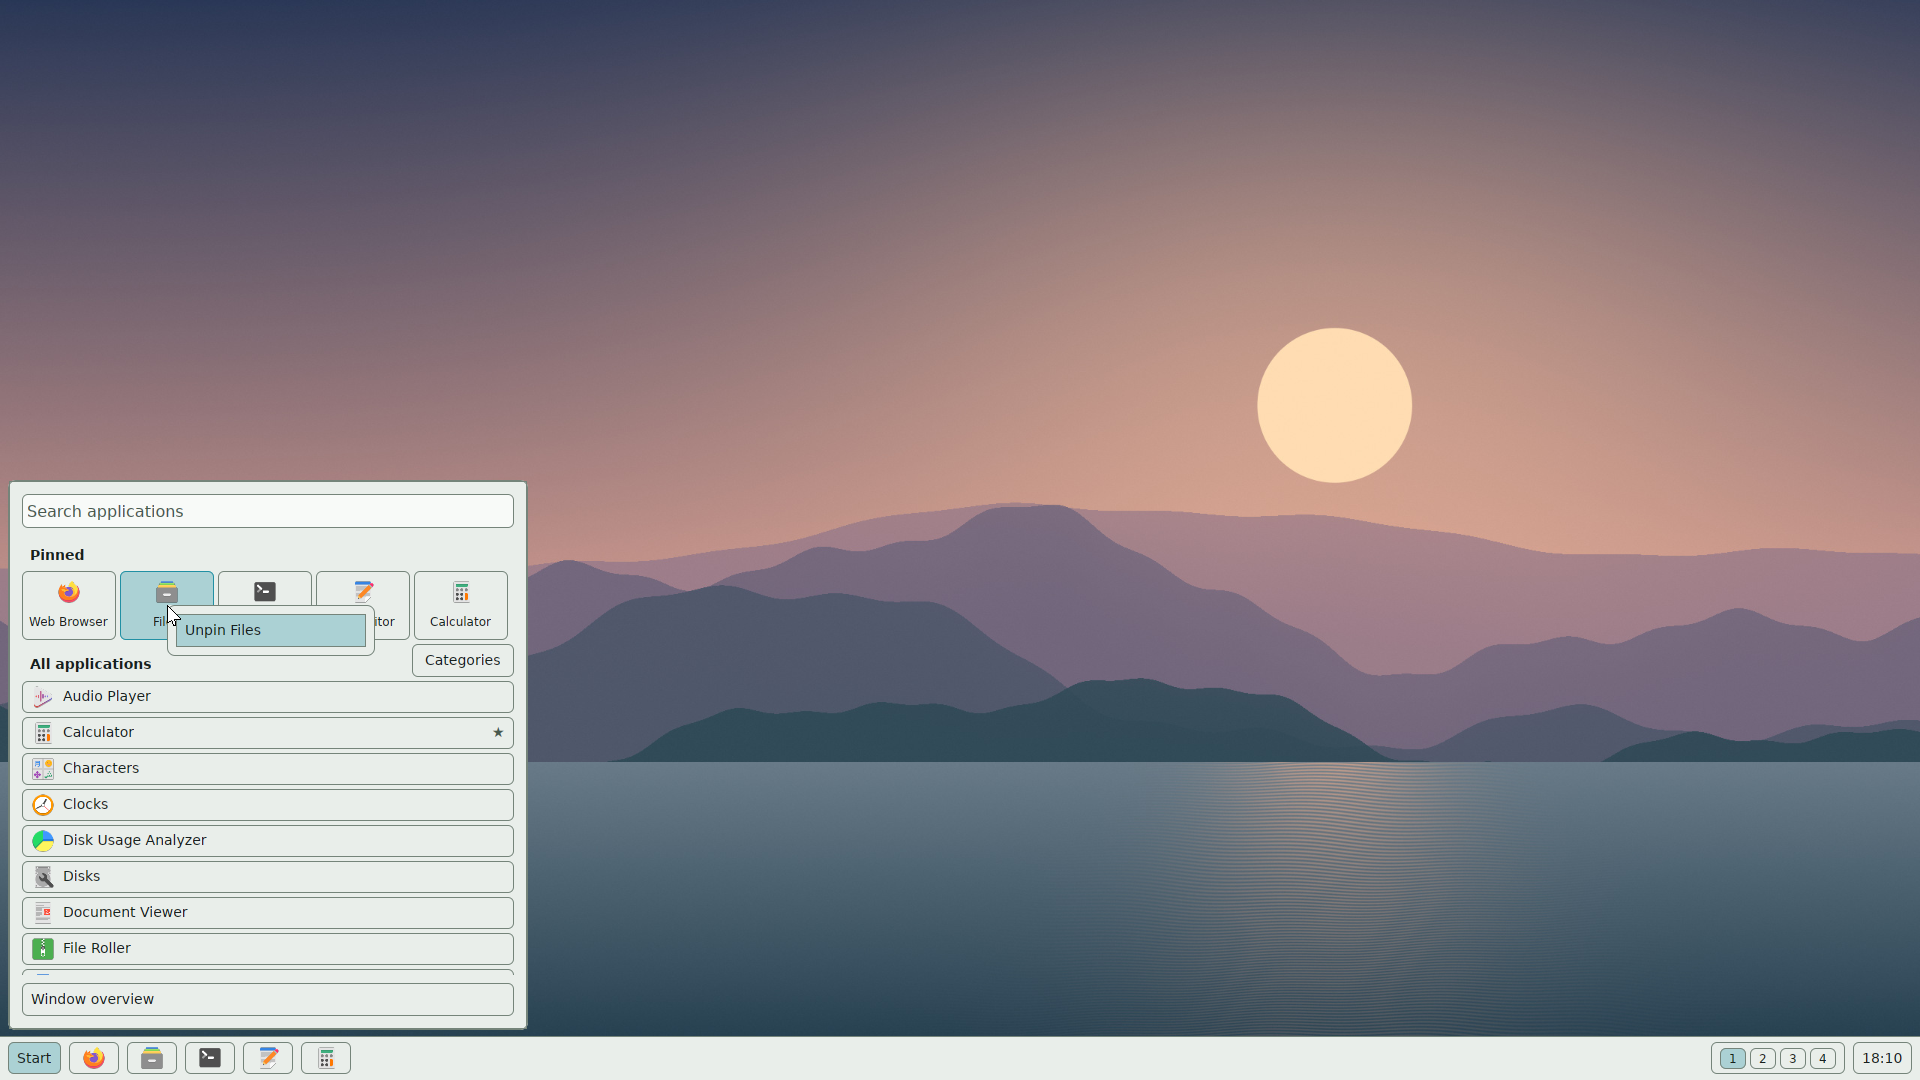 Search applications
Pinned
Web Browser
Calculator
Unpin Files
All applications
Categories
Audio Player
Calculator ★
Characters
Clocks
Disk Usage Analyzer
Disks
Document Viewer
File Roller
Window overview
Start
1 2 3 4
18:10